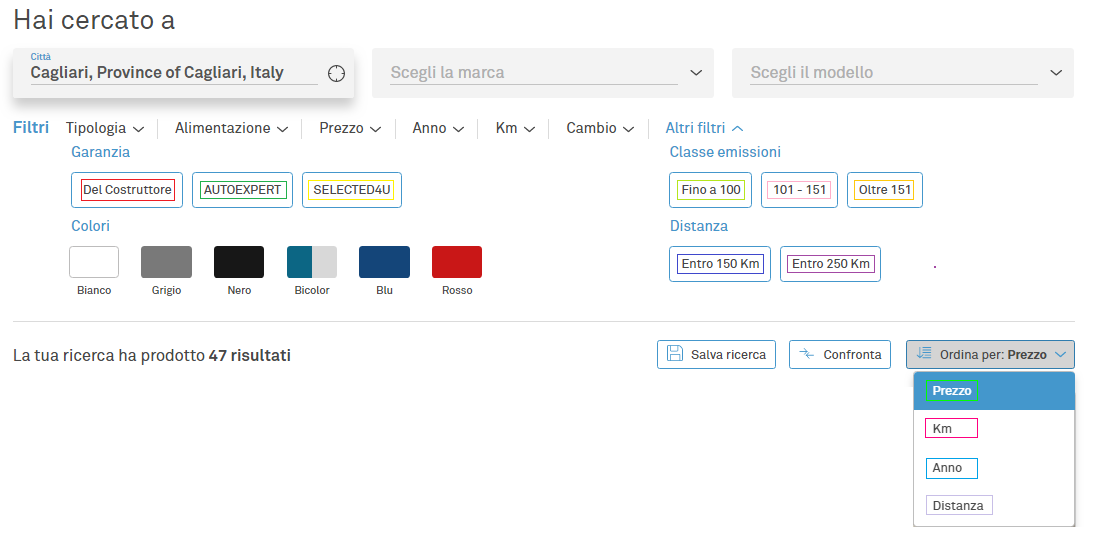 Hai cercato a
Città
Cagliari, Province of Cagliari, Italy
Scegli la marca
Scegli il modello
Filtri Tipologia Alimentazione Prezzo Anno Km Cambio Altri filtri
Garanzia
Del Costruttore AUTOEXPERT SELECTED4U
Classe emissioni
Fino a 100 101 - 151 Oltre 151
Colori
Bianco Grigio Nero Bicolor Blu Rosso
Distanza
Entro 150 Km Entro 250 Km
La tua ricerca ha prodotto 47 risultati
Salva ricerca Confronta Ordina per: Prezzo
Prezzo
Km
Anno
Distanza